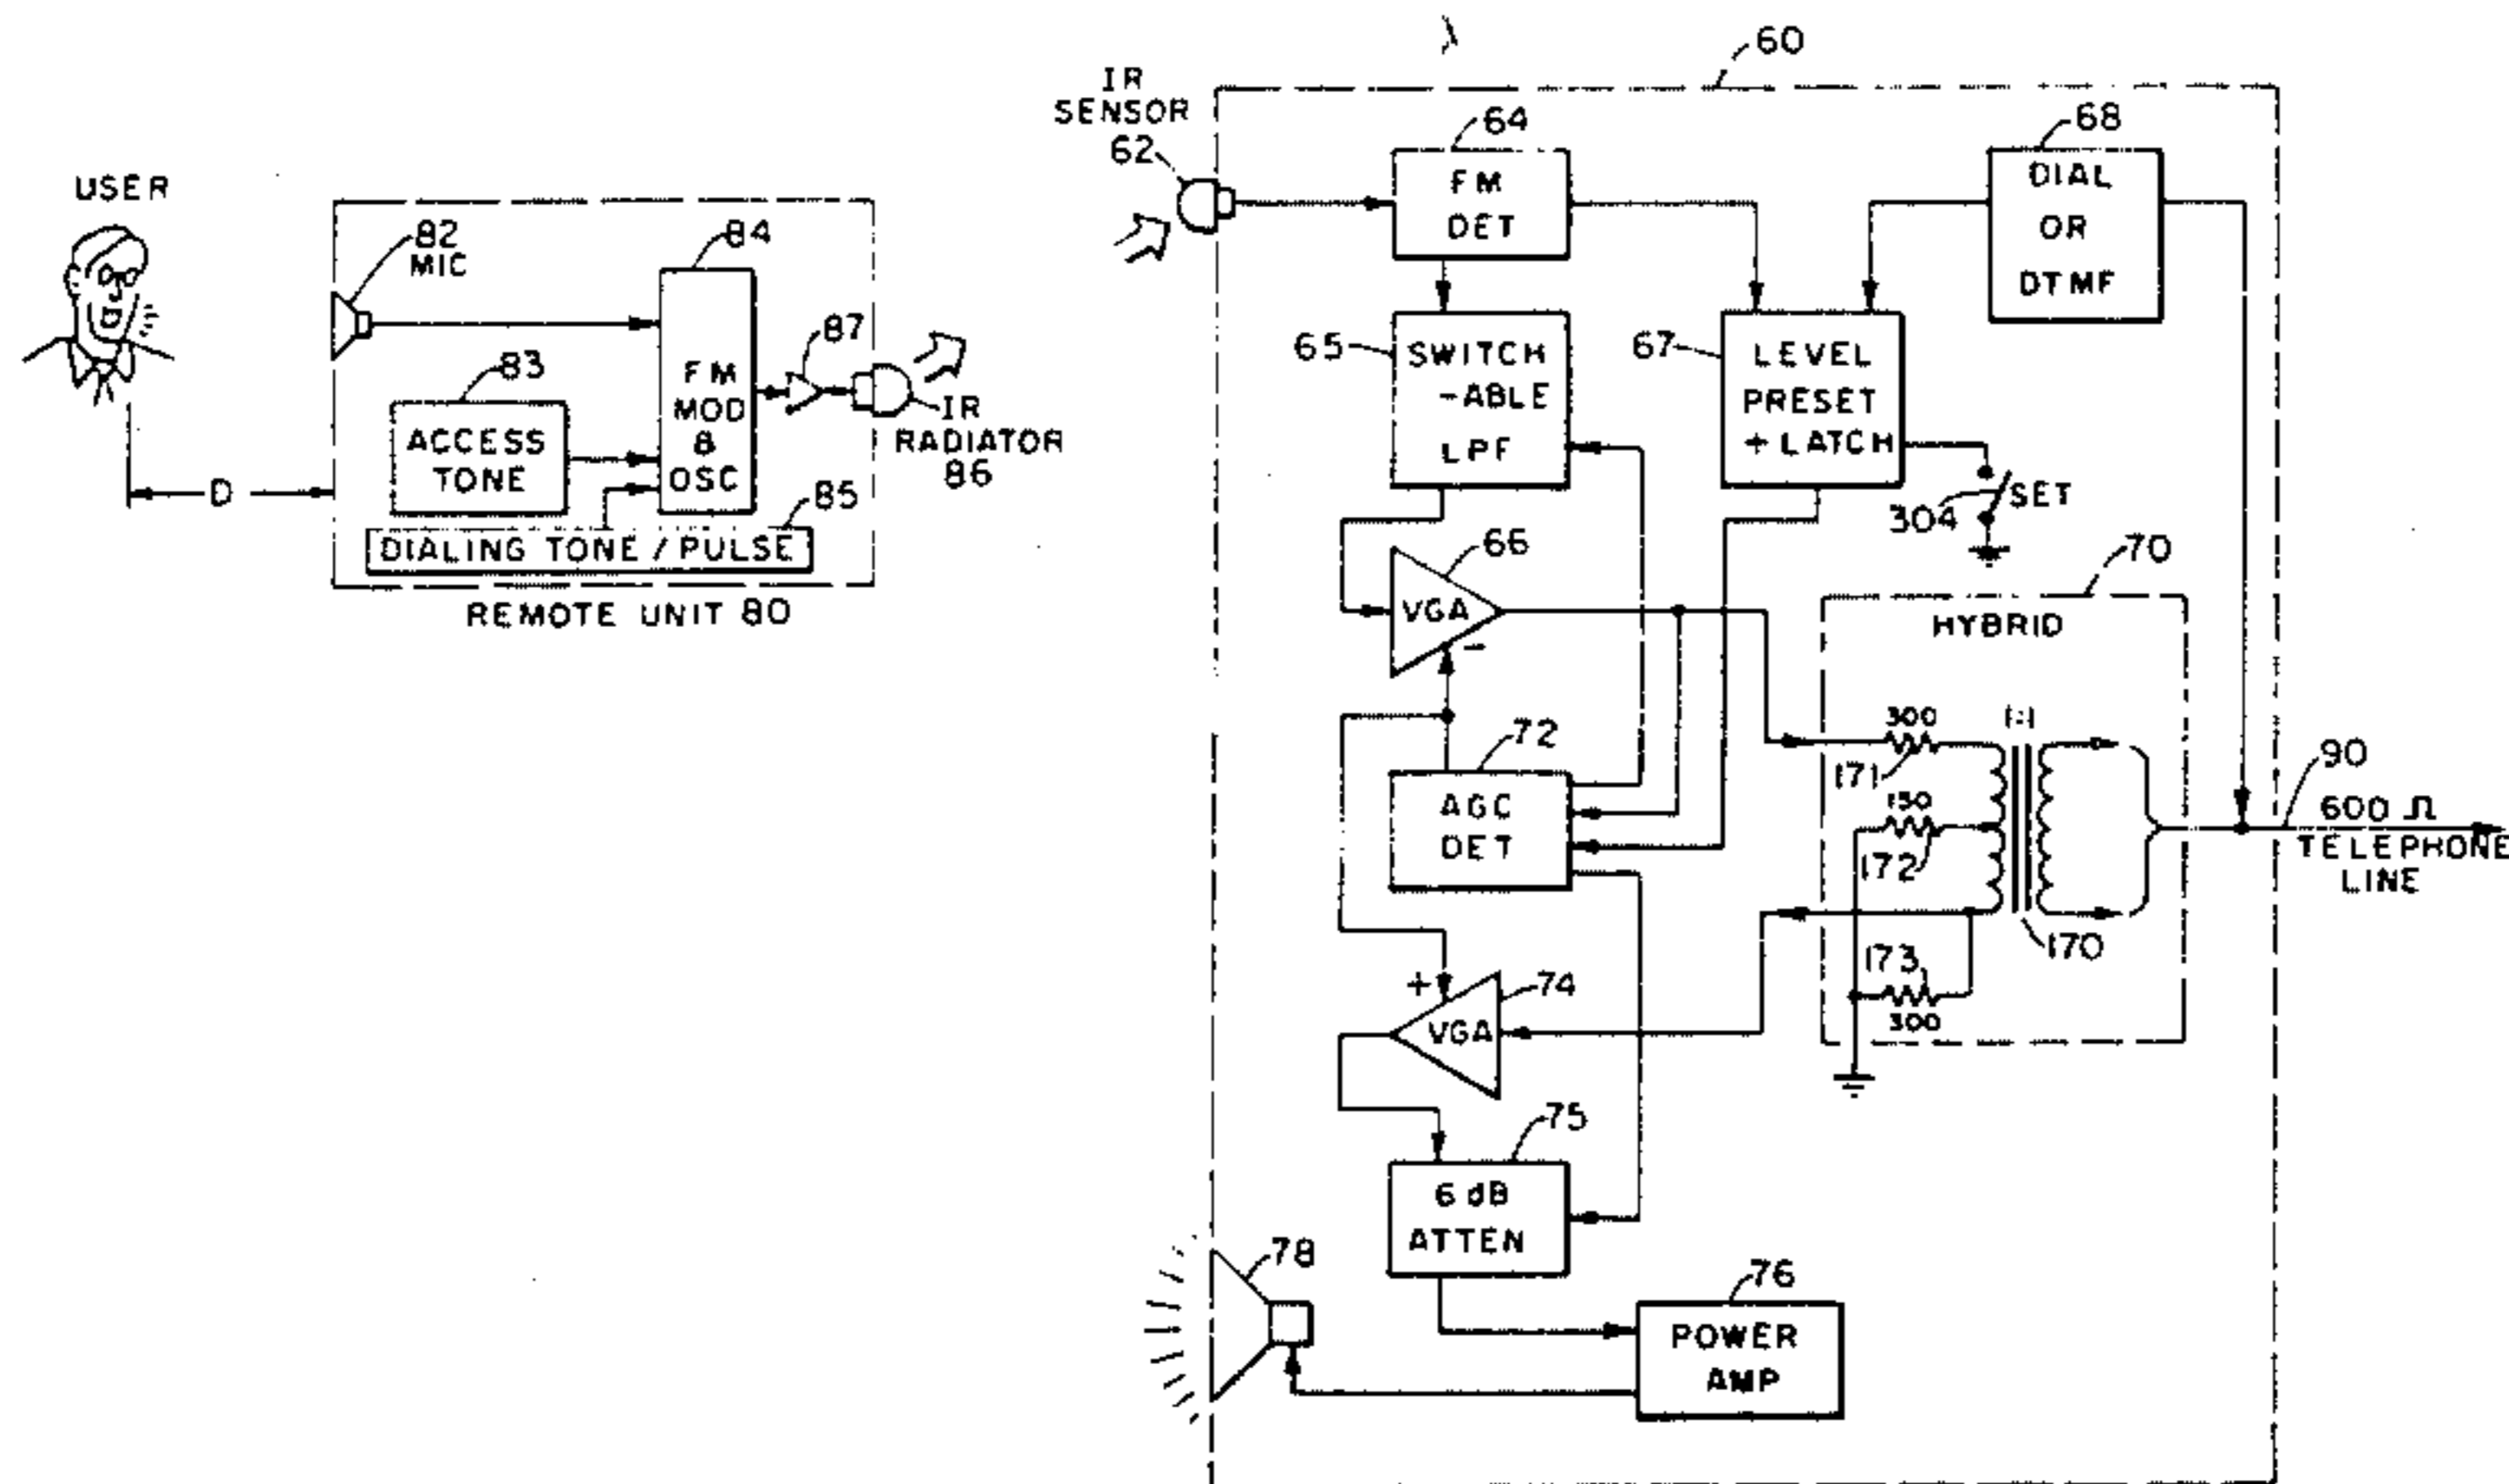 USER
82
MIC
84
83
ACCESS
TONE
FM
MOD
&
OSC
87
IR
RADIATOR
86
85
DIALING TONE / PULSE
D
REMOTE UNIT 80
60
IR
SENSOR
62
64
FM
DET
68
DIAL
OR
DTMF
65
SWITCH
-ABLE
LPF
67
LEVEL
PRESET
+ LATCH
304
SET
66
VGA
-
70
HYBRID
72
AGC
DET
300
171
1:1
150
172
173
300
170
90
600 Ω
TELEPHONE
LINE
+
74
VGA
75
6 dB
ATTEN
78
76
POWER
AMP